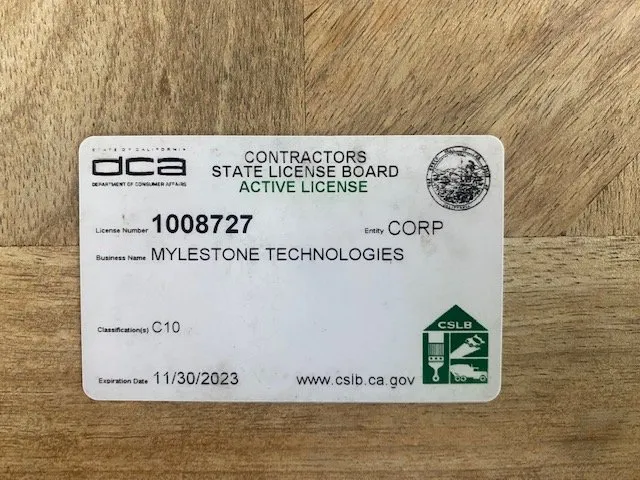 STATE OF CALIFORNIA
dca
DEPARTMENT OF CONSUMER AFFAIRS
CONTRACTORS
STATE LICENSE BOARD
ACTIVE LICENSE
License Number 1008727
Entity CORP
Business Name MYLESTONE TECHNOLOGIES
Classification(s) C10
CSLB
Expiration Date 11/30/2023
www.cslb.ca.gov